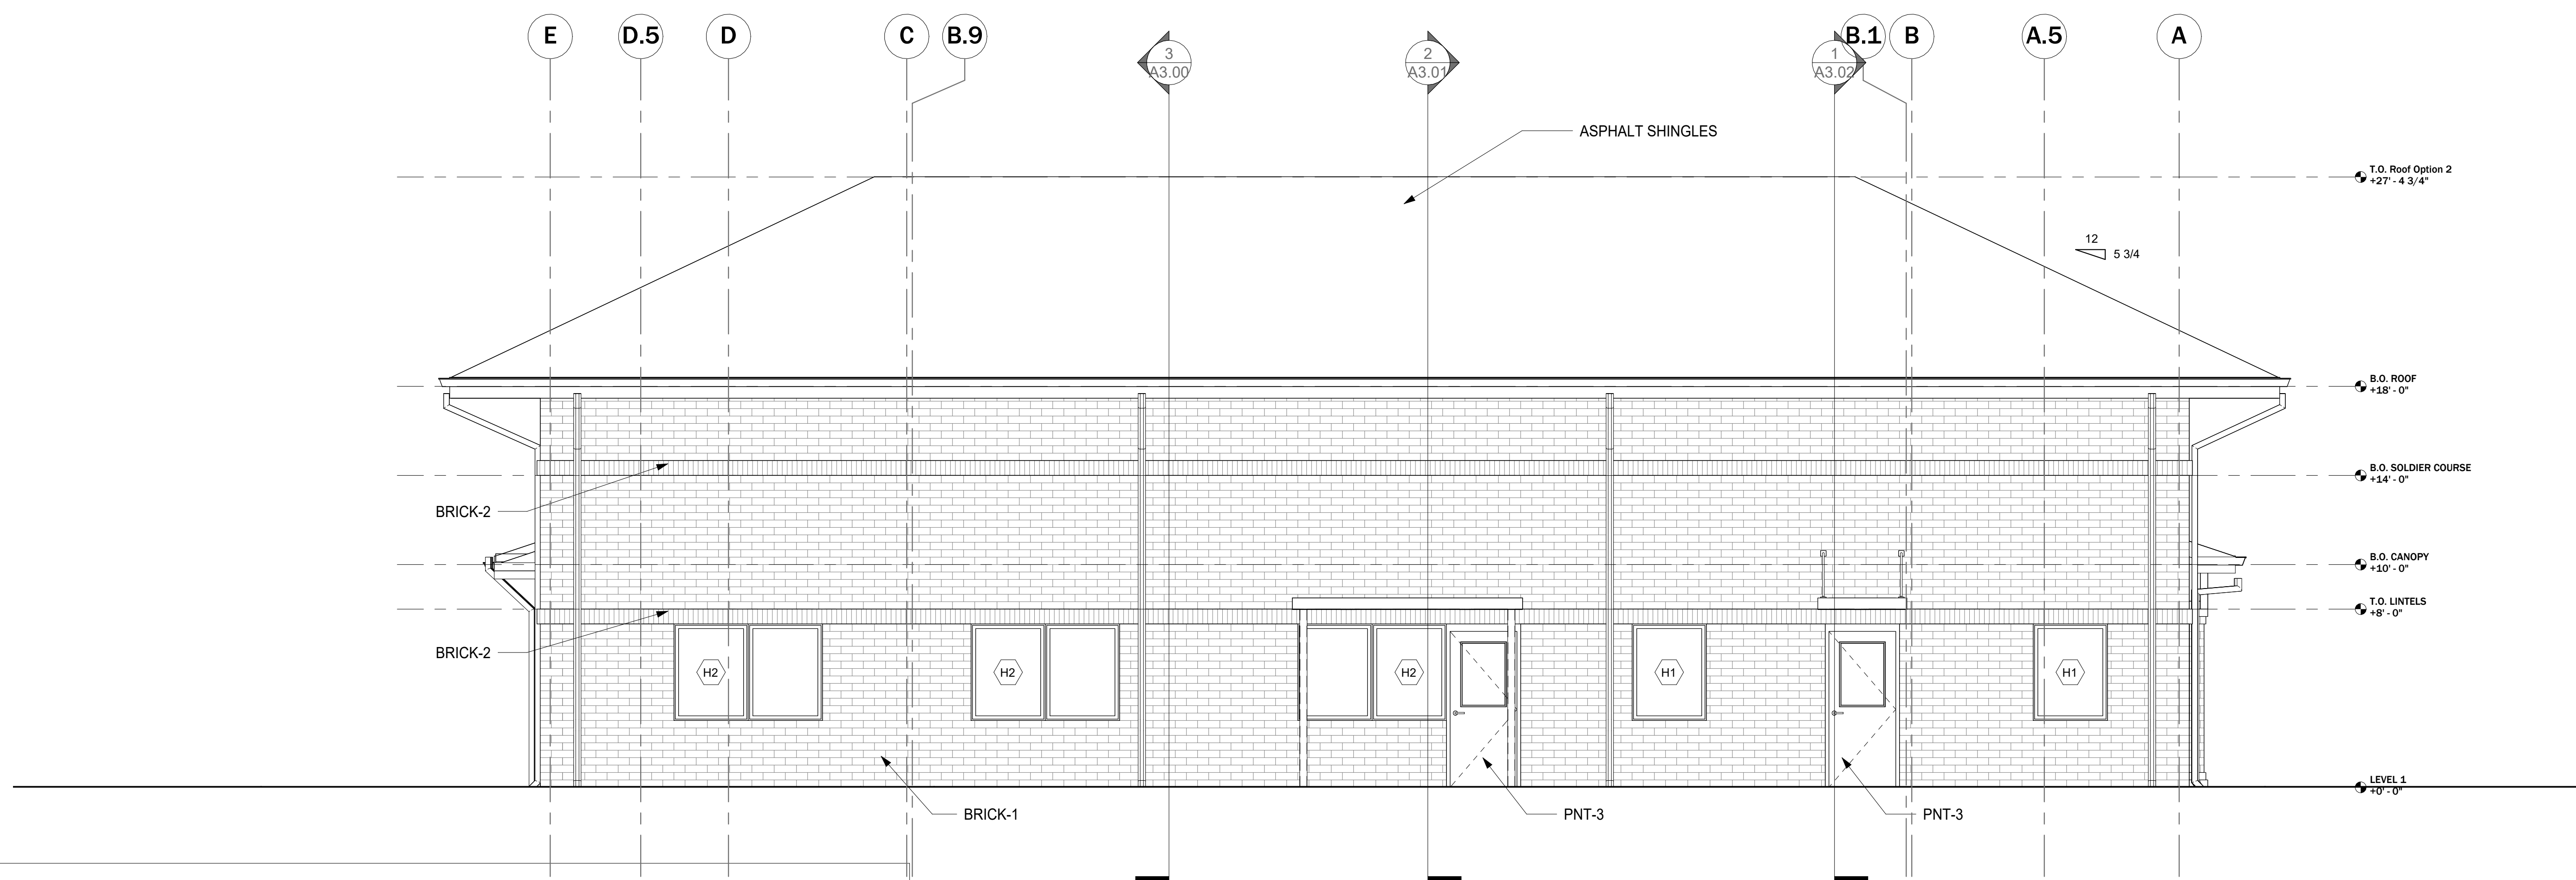 E
D.5
D
C
B.9
3
A3.00
2
A3.01
1
A3.02
B.1
B
A.5
A
ASPHALT SHINGLES
T.O. Roof Option 2
+27' - 4 3/4"
12
5 3/4
B.O. ROOF
+18' - 0"
B.O. SOLDIER COURSE
+14' - 0"
BRICK-2
B.O. CANOPY
+10' - 0"
T.O. LINTELS
+8' - 0"
BRICK-2
H2
H2
H2
H1
H1
LEVEL 1
+0' - 0"
BRICK-1
PNT-3
PNT-3